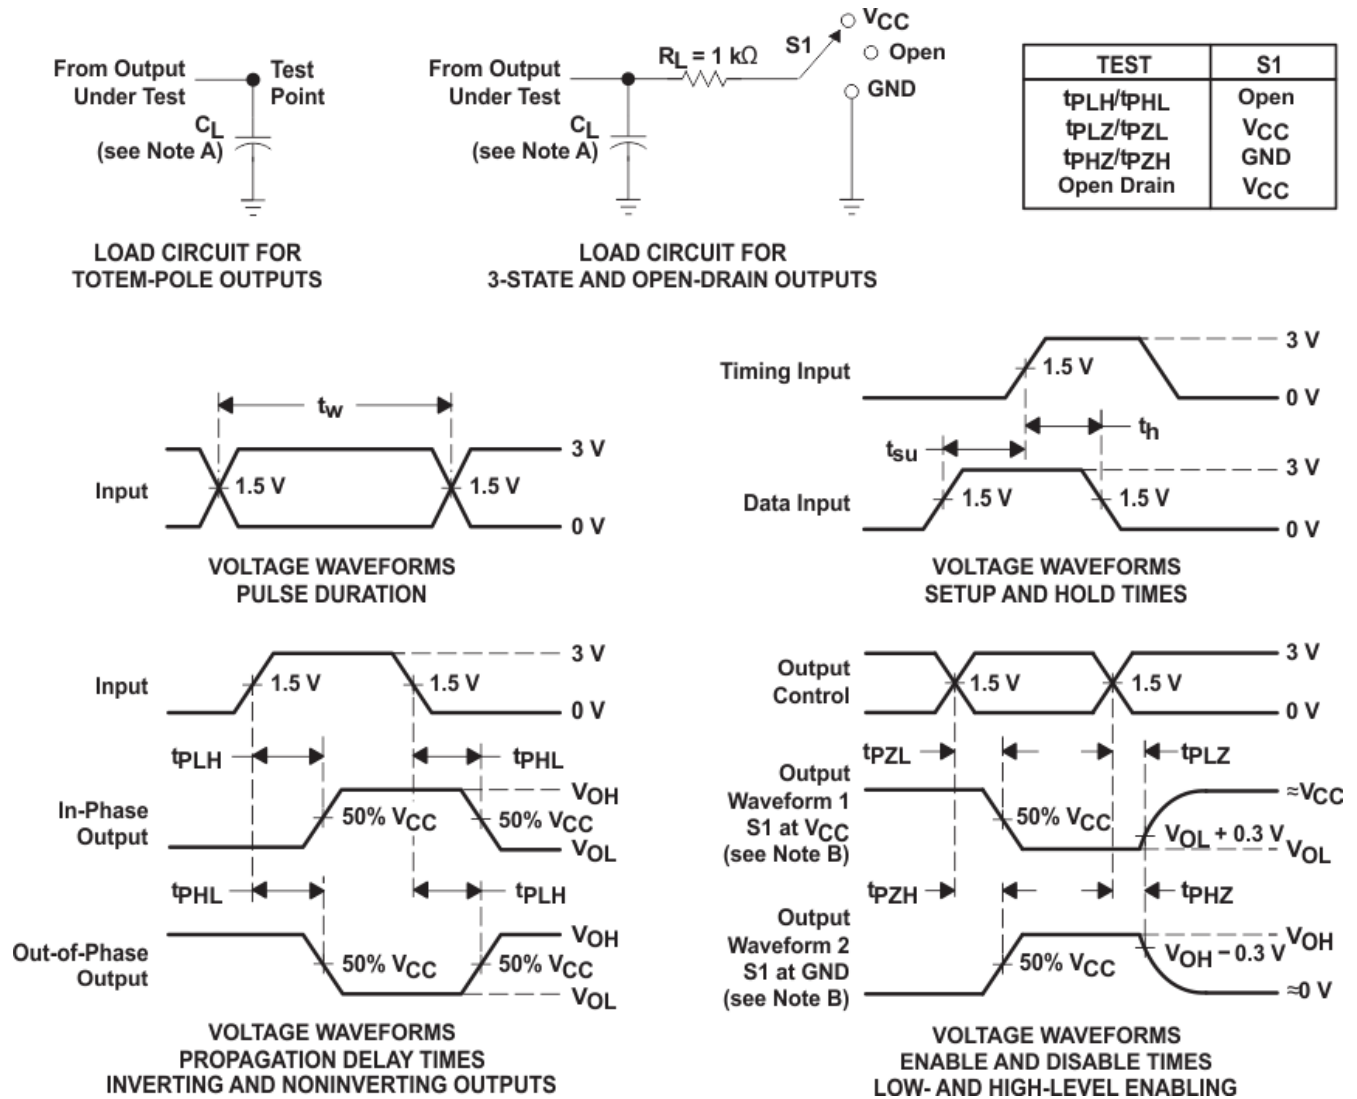 From Output
Under Test
Test
Point
CL
(see Note A)
LOAD CIRCUIT FOR
TOTEM-POLE OUTPUTS
From Output
Under Test
CL
(see Note A)
RL = 1 kΩ
S1
VCC
Open
GND
LOAD CIRCUIT FOR
3-STATE AND OPEN-DRAIN OUTPUTS
TEST S1
tPLH/tPHL Open
tPLZ/tPZL VCC
tPHZ/tPZH GND
Open Drain VCC
tw
Input
1.5 V
1.5 V
3 V
0 V
VOLTAGE WAVEFORMS
PULSE DURATION
Timing Input
1.5 V
3 V
0 V
tsu
th
Data Input
1.5 V
1.5 V
3 V
0 V
VOLTAGE WAVEFORMS
SETUP AND HOLD TIMES
Input
1.5 V
1.5 V
3 V
0 V
tPLH
tPHL
In-Phase
Output
50% VCC
50% VCC
VOH
VOL
tPHL
tPLH
Out-of-Phase
Output
50% VCC
50% VCC
VOH
VOL
VOLTAGE WAVEFORMS
PROPAGATION DELAY TIMES
INVERTING AND NONINVERTING OUTPUTS
Output
Control
1.5 V
1.5 V
3 V
0 V
tPZL
tPLZ
Output
Waveform 1
S1 at VCC
(see Note B)
50% VCC
VOL + 0.3 V
≈VCC
VOL
tPZH
tPHZ
Output
Waveform 2
S1 at GND
(see Note B)
50% VCC
VOH − 0.3 V
VOH
≈0 V
VOLTAGE WAVEFORMS
ENABLE AND DISABLE TIMES
LOW- AND HIGH-LEVEL ENABLING